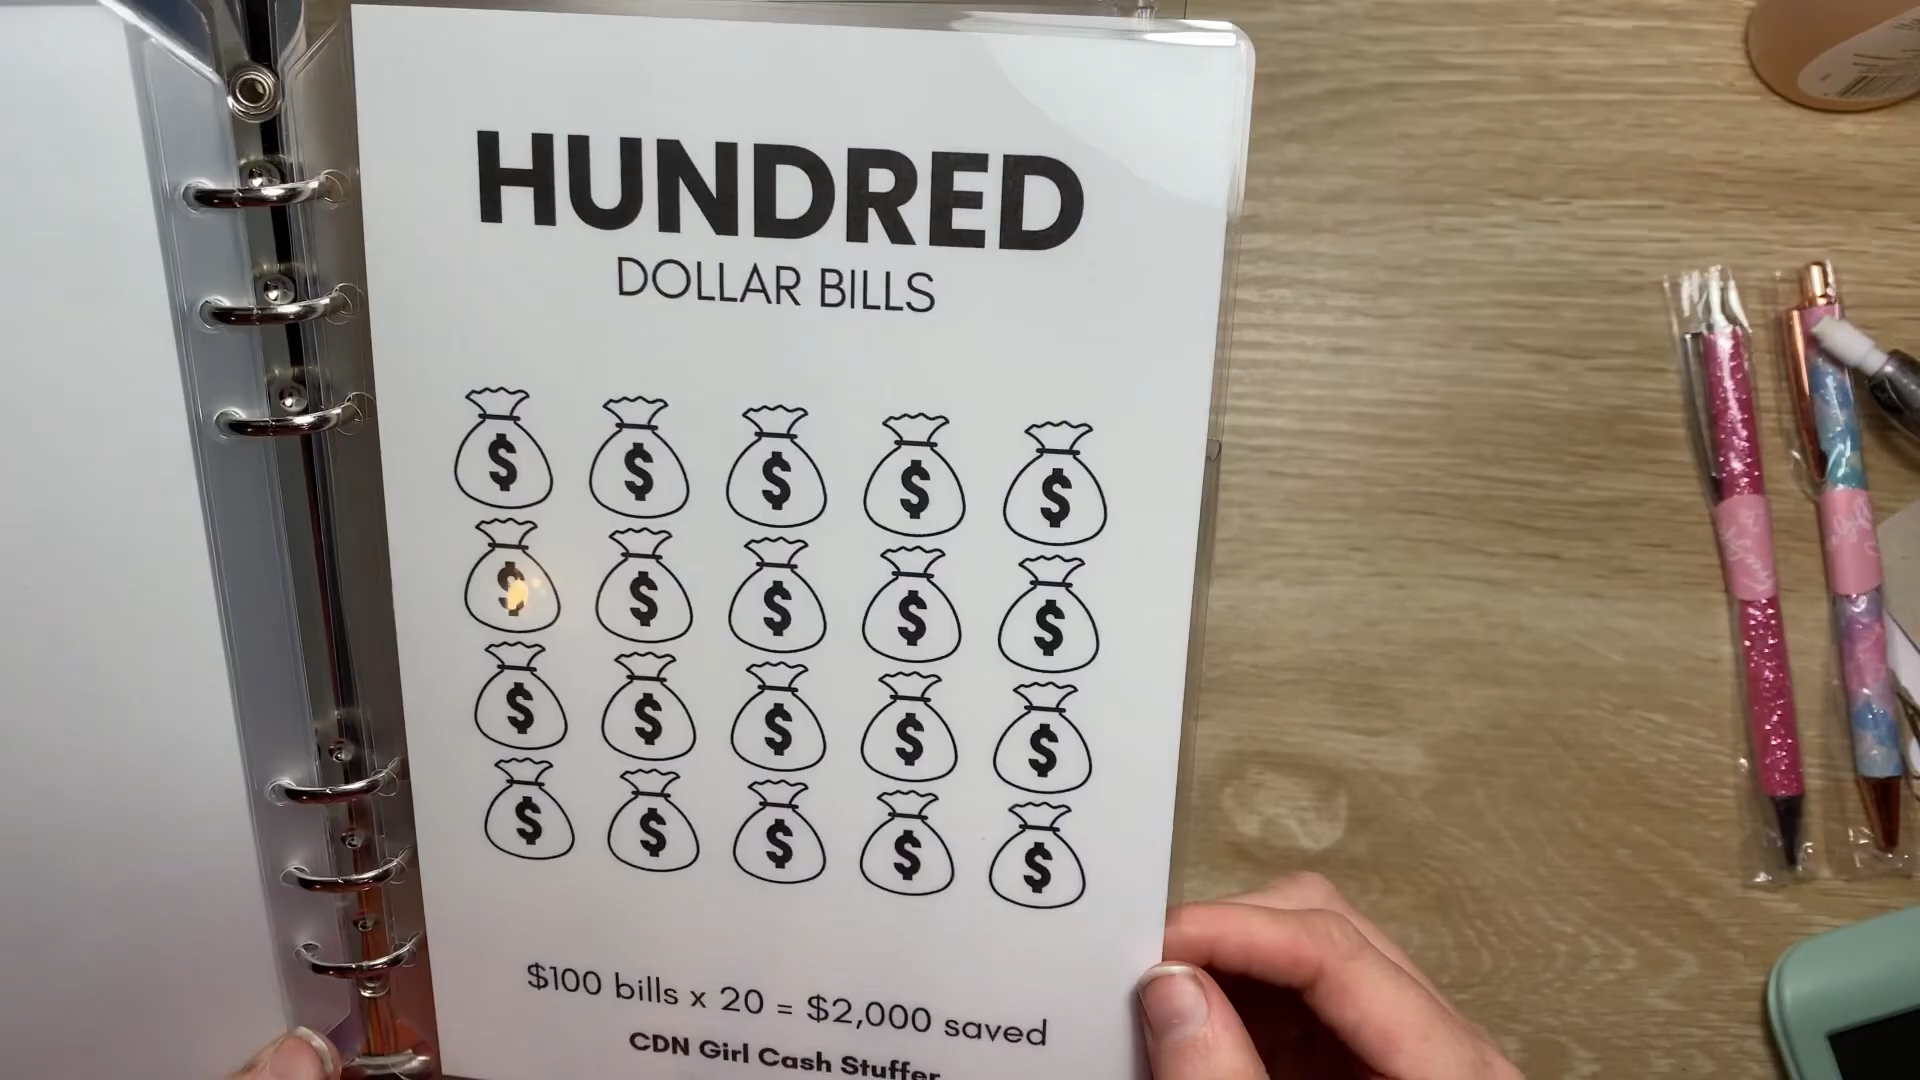 HUNDRED
DOLLAR BILLS
$ $ $ $ $
$ $ $ $ $
$ $ $ $ $
$ $ $ $ $
$100 bills x 20 = $2,000 saved
CDN Girl Cash Stuffer